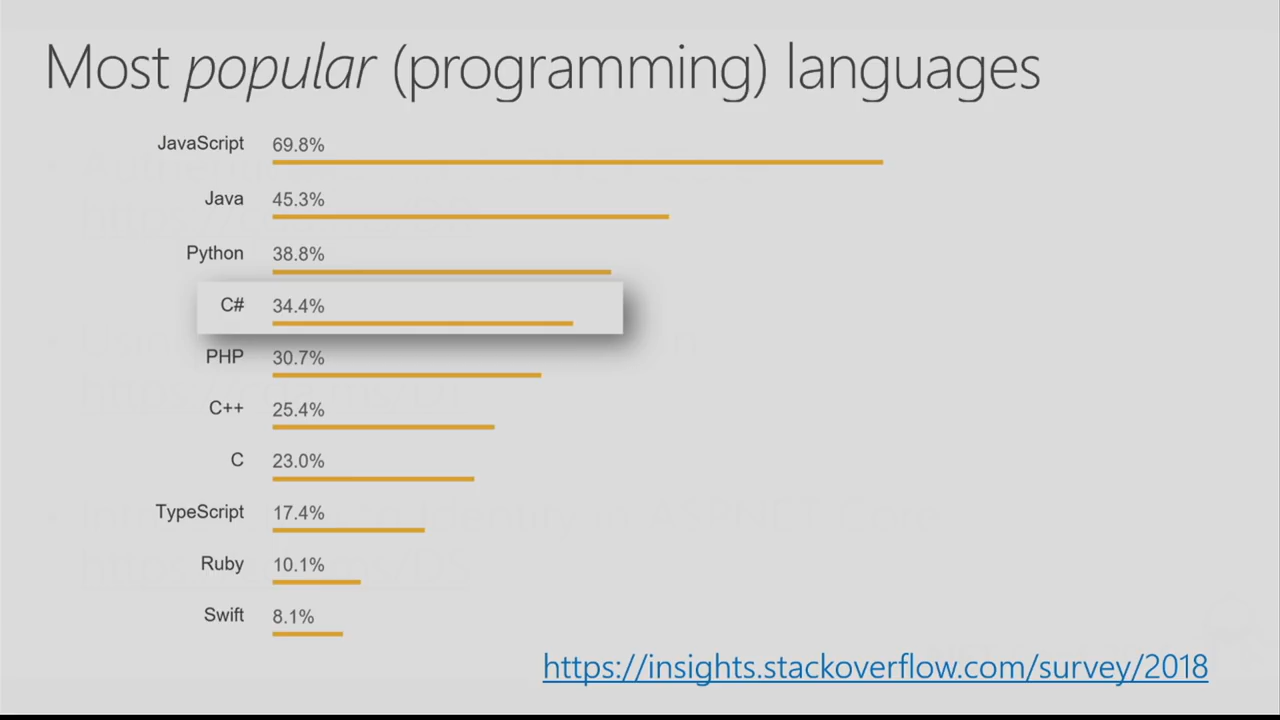 Most popular (programming) languages
JavaScript 69.8%
Java 45.3%
Python 38.8%
C# 34.4%
PHP 30.7%
C++ 25.4%
C 23.0%
TypeScript 17.4%
Ruby 10.1%
Swift 8.1%
https://insights.stackoverflow.com/survey/2018